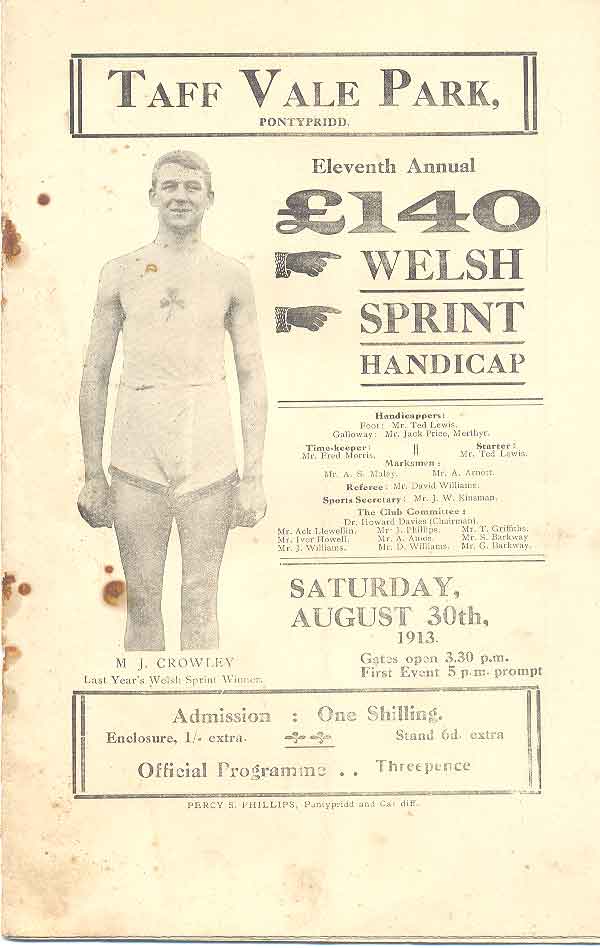 TAFF VALE PARK,
PONTYPRIDD.
Eleventh Annual
£140
WELSH
SPRINT
HANDICAP
Handicappers:
Foot: Mr. Ted Lewis.
Galloway: Mr. Jack Price, Merthyr.
Time-keeper: Starter:
Mr. Fred Morris. Mr. Ted Lewis.
Marksmen:
Mr. A. S. Maley. Mr. A. Arnott.
Referee: Mr. David Williams.
Sports Secretary: Mr. J. W. Kinsman.
The Club Committee:
Dr. Howard Davies (Chairman).
Mr. Ack Llewellin. Mr. J. Phillips. Mr. T. Griffiths.
Mr. Ivor Howell. Mr. A. Amos. Mr. S. Barkway
Mr. J. Williams. Mr. D. Williams. Mr. G. Barkway.
SATURDAY,
AUGUST 30th,
1913.
Gates open 3.30 p.m.
First Event 5 p.m. prompt
M J. CROWLEY
Last Year's Welsh Sprint Winner.
Admission : One Shilling.
Enclosure, 1/- extra. Stand 6d. extra
Official Programme .. Threepence
PERCY S. PHILLIPS, Pontypridd and Cardiff.